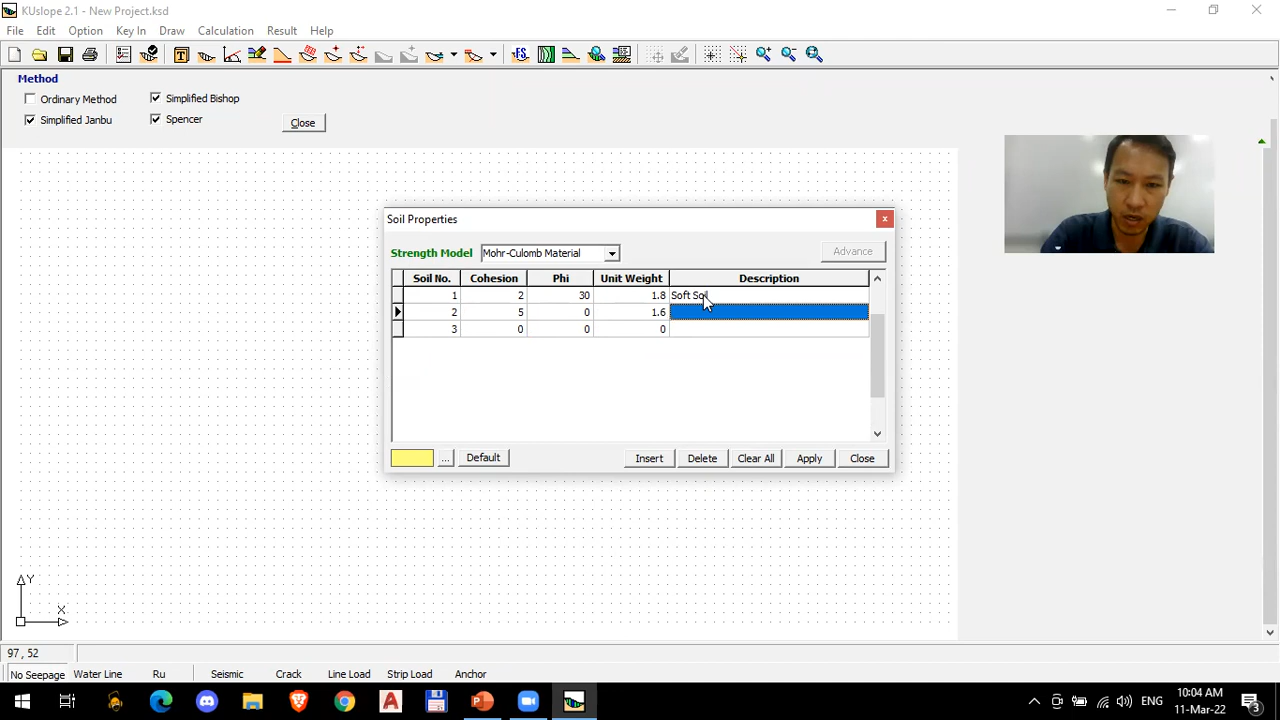 KUslope 2.1 - New Project.ksd
File Edit Option Key In Draw Calculation Result Help
T FS
Method
Ordinary Method Simplified Bishop
Simplified Janbu Spencer Close
Soil Properties x
Strength Model Mohr-Culomb Material Advance
Soil No. Cohesion Phi Unit Weight Description
1 2 30 1.8 Soft Soil
2 5 0 1.6
3 0 0 0
... Default Insert Delete Clear All Apply Close
Y
X
97 , 52
No Seepage Water Line Ru Seismic Crack Line Load Strip Load Anchor
ENG 10:04 AM
11-Mar-22 3